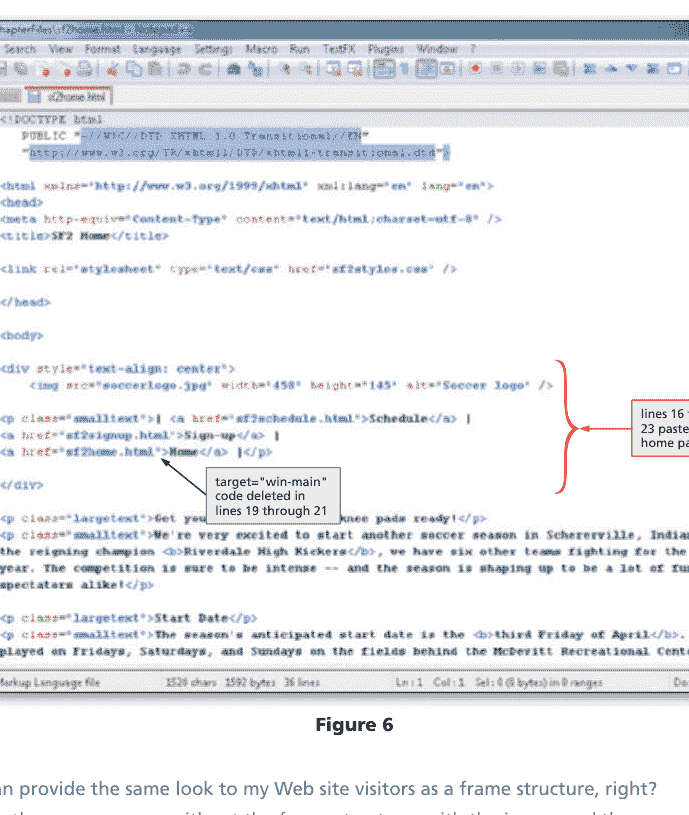 chapterFiles\sf2home.html - Notepad++
Search View Format Language Settings Macro Run TextFX Plugins Window ?
sf2home.html
<!DOCTYPE html
PUBLIC "-//W3C//DTD XHTML 1.0 Transitional//EN"
"http://www.w3.org/TR/xhtml1/DTD/xhtml1-transitional.dtd">
<html xmlns="http://www.w3.org/1999/xhtml" xml:lang="en" lang="en">
<head>
<meta http-equiv="Content-Type" content="text/html;charset=utf-8" />
<title>SF2 Home</title>
<link rel="stylesheet" type="text/css" href="sf2styles.css" />
</head>
<body>
<div style="text-align: center">
<img src="soccerlogo.jpg" width="458" height="145" alt="Soccer logo" />
<p class="smalltext">| <a href="sf2schedule.html">Schedule</a> |
<a href="sf2signup.html">Sign-up</a> |
<a href="sf2home.html">Home</a> |</p>
</div>
lines 16
23 paste
home pa
target="win-main"
code deleted in
lines 19 through 21
<p class="largetext">Get you knee pads ready!</p>
<p class="smalltext">We're very excited to start another soccer season in Schererville, Indian
the reigning champion <b>Riverdale High Kickers</b>, we have six other teams fighting for the
year. The competition is sure to be intense -- and the season is shaping up to be a lot of fu
spectators alike!</p>
<p class="largetext">Start Date</p>
<p class="smalltext">The season's anticipated start date is the <b>third Friday of April</b>.
played on Fridays, Saturdays, and Sundays on the fields behind the McDevitt Recreational Cent
Markup Language file 1528 chars 1592 bytes 36 lines Ln : 1 Col : 1 Sel : 0 (0 bytes) in 0 ranges Do
Figure 6
an provide the same look to my Web site visitors as a frame structure, right?